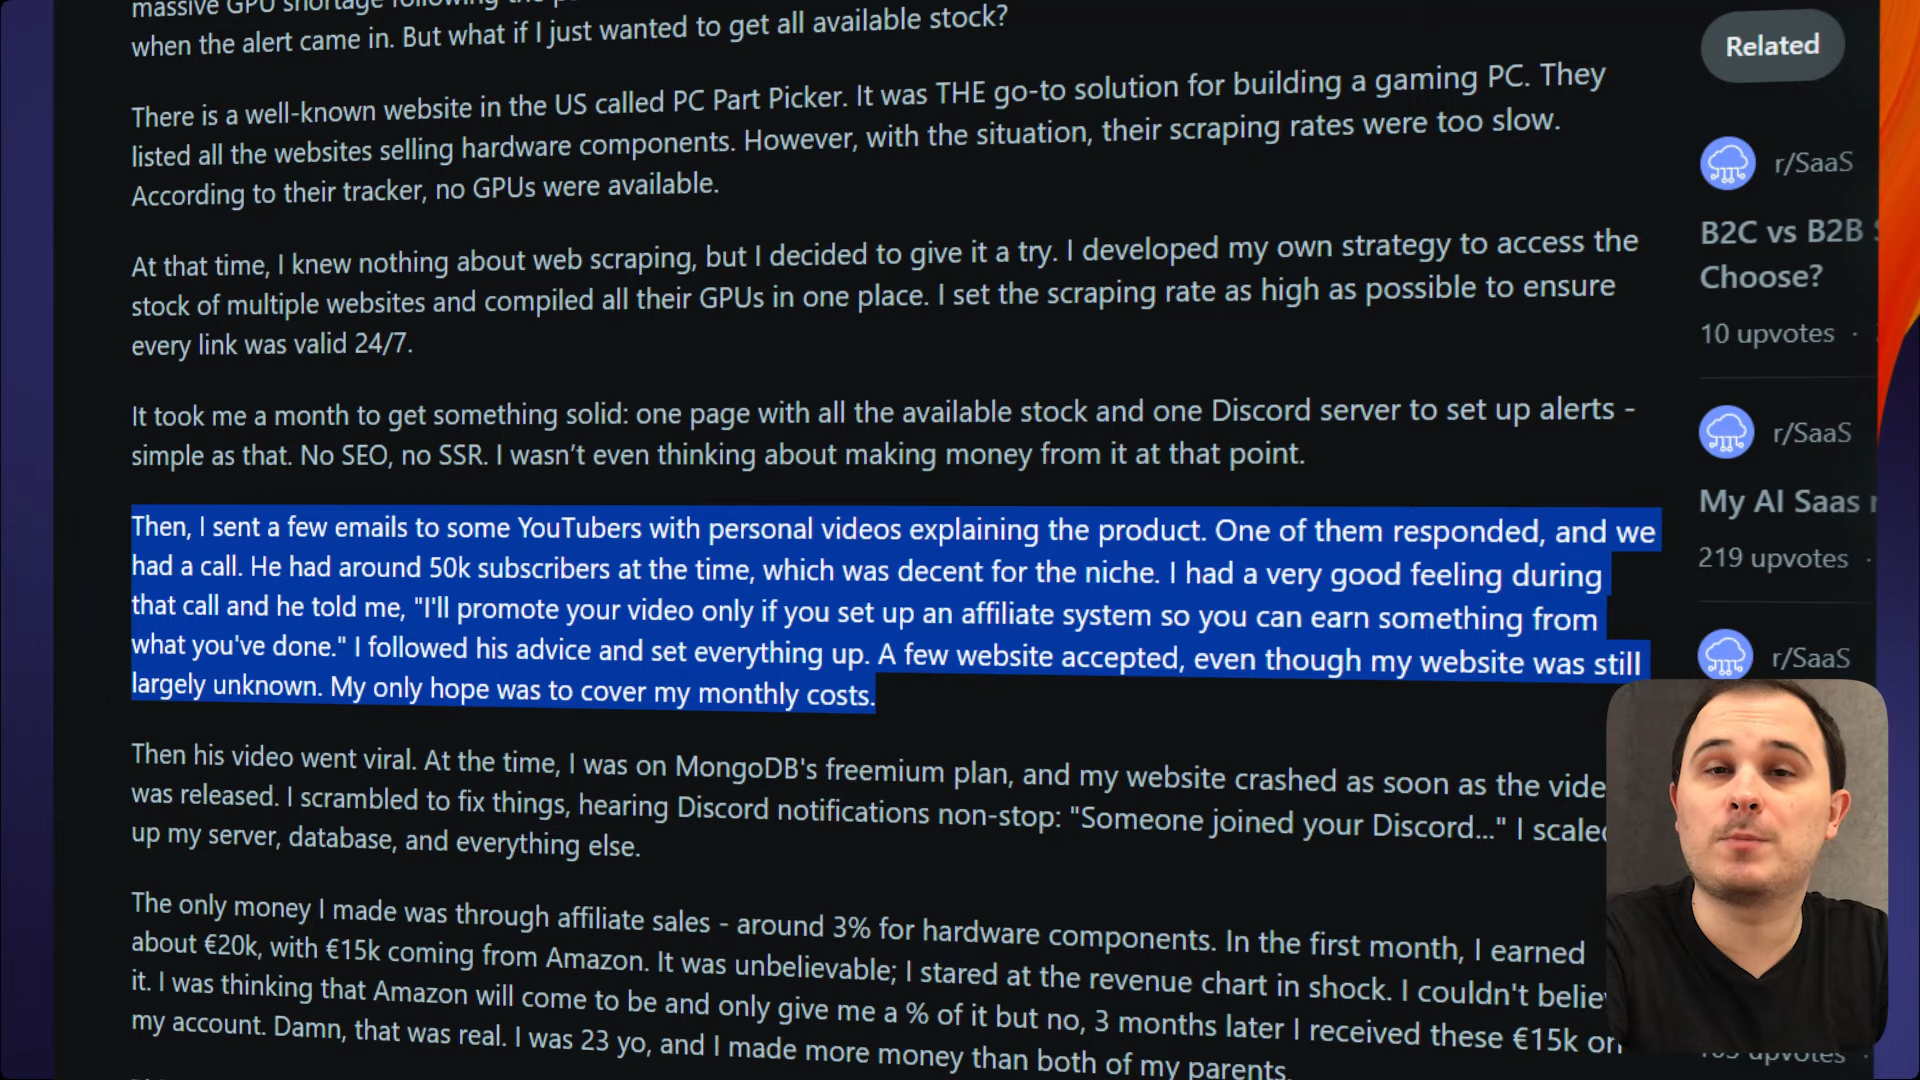 massive GPU shortage following the
when the alert came in. But what if I just wanted to get all available stock?
There is a well-known website in the US called PC Part Picker. It was THE go-to solution for building a gaming PC. They
listed all the websites selling hardware components. However, with the situation, their scraping rates were too slow.
According to their tracker, no GPUs were available.
At that time, I knew nothing about web scraping, but I decided to give it a try. I developed my own strategy to access the
stock of multiple websites and compiled all their GPUs in one place. I set the scraping rate as high as possible to ensure
every link was valid 24/7.
It took me a month to get something solid: one page with all the available stock and one Discord server to set up alerts -
simple as that. No SEO, no SSR. I wasn’t even thinking about making money from it at that point.
Then, I sent a few emails to some YouTubers with personal videos explaining the product. One of them responded, and we
had a call. He had around 50k subscribers at the time, which was decent for the niche. I had a very good feeling during
that call and he told me, "I'll promote your video only if you set up an affiliate system so you can earn something from
what you've done." I followed his advice and set everything up. A few website accepted, even though my website was still
largely unknown. My only hope was to cover my monthly costs.
Then his video went viral. At the time, I was on MongoDB's freemium plan, and my website crashed as soon as the vide
was released. I scrambled to fix things, hearing Discord notifications non-stop: "Someone joined your Discord..." I scaled
up my server, database, and everything else.
The only money I made was through affiliate sales - around 3% for hardware components. In the first month, I earned
about €20k, with €15k coming from Amazon. It was unbelievable; I stared at the revenue chart in shock. I couldn't believ
it. I was thinking that Amazon will come to be and only give me a % of it but no, 3 months later I received these €15k on
my account. Damn, that was real. I was 23 yo, and I made more money than both of my parents.
Related
r/SaaS
B2C vs B2B
Choose?
10 upvotes ·
r/SaaS
My AI Saas
219 upvotes ·
r/SaaS
upvotes ·